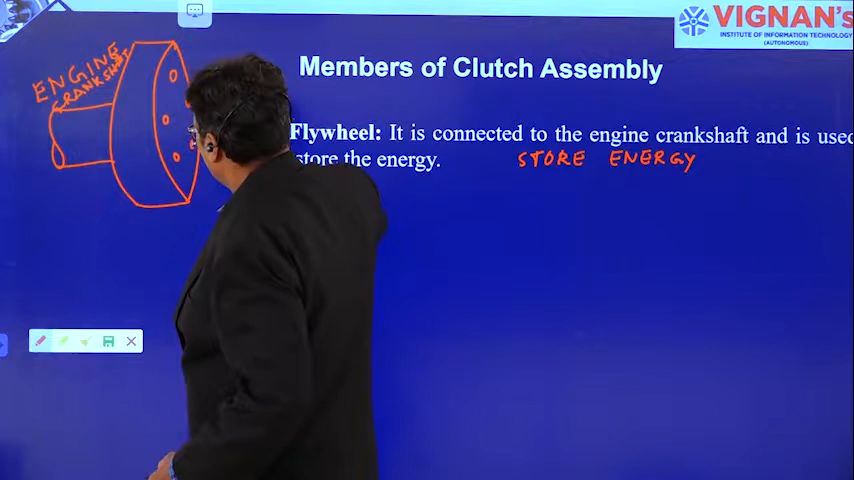 VIGNAN's
INSTITUTE OF INFORMATION TECHNOLOGY
(AUTONOMOUS)
ENGINE
CRANKSHAFT
Members of Clutch Assembly
Flywheel: It is connected to the engine crankshaft and is used
store the energy.
STORE ENERGY